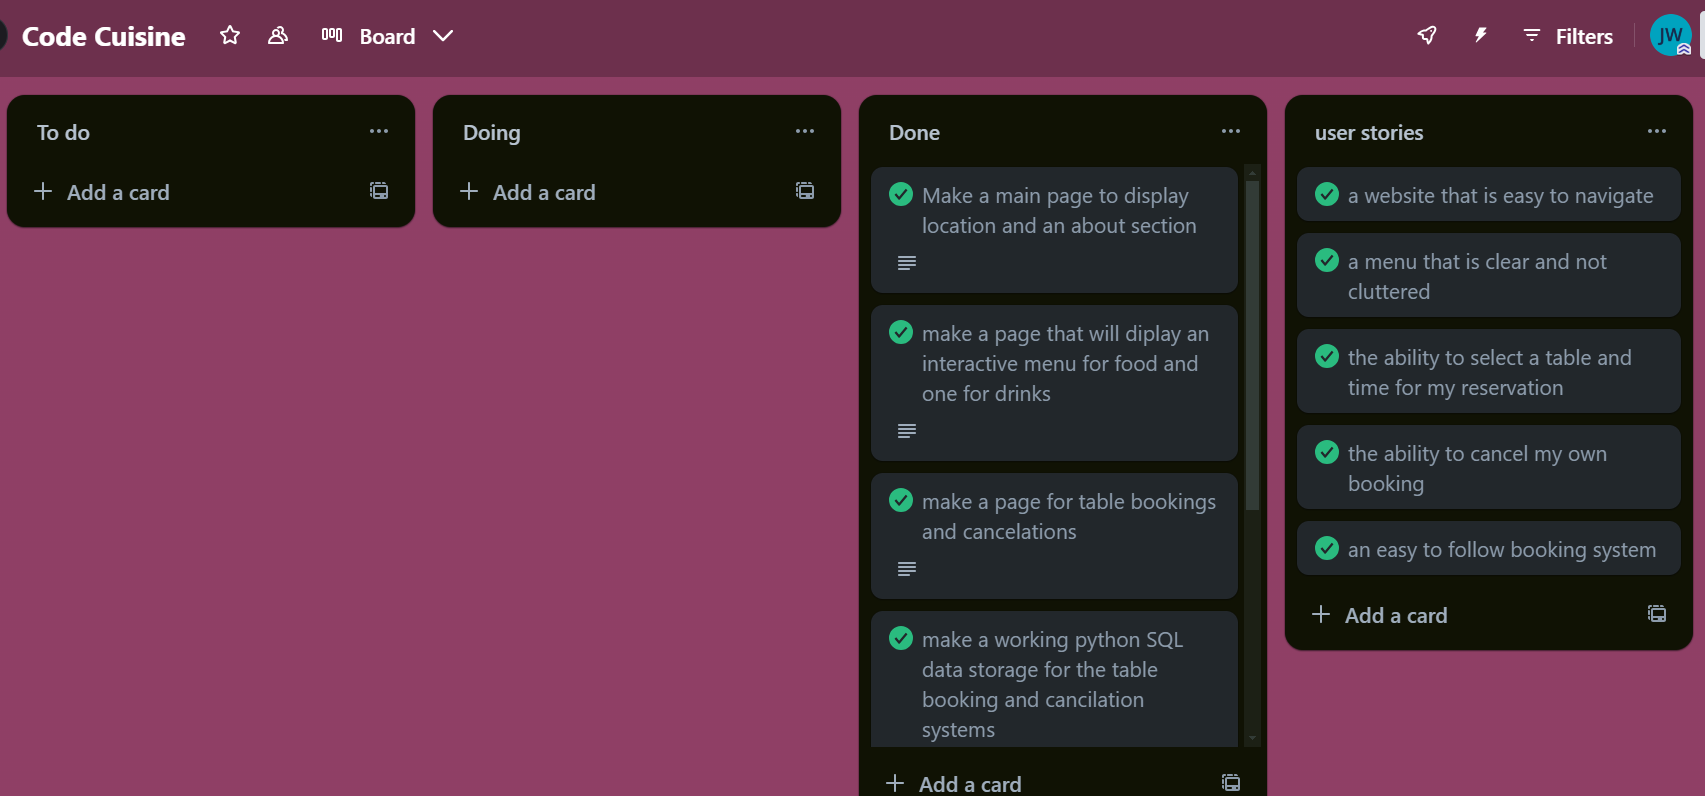 Code Cuisine
Board
Filters
JW
To do
Add a card
Doing
Add a card
Done
Make a main page to display
location and an about section
make a page that will diplay an
interactive menu for food and
one for drinks
make a page for table bookings
and cancelations
make a working python SQL
data storage for the table
booking and cancilation
systems
Add a card
user stories
a website that is easy to navigate
a menu that is clear and not
cluttered
the ability to select a table and
time for my reservation
the ability to cancel my own
booking
an easy to follow booking system
Add a card